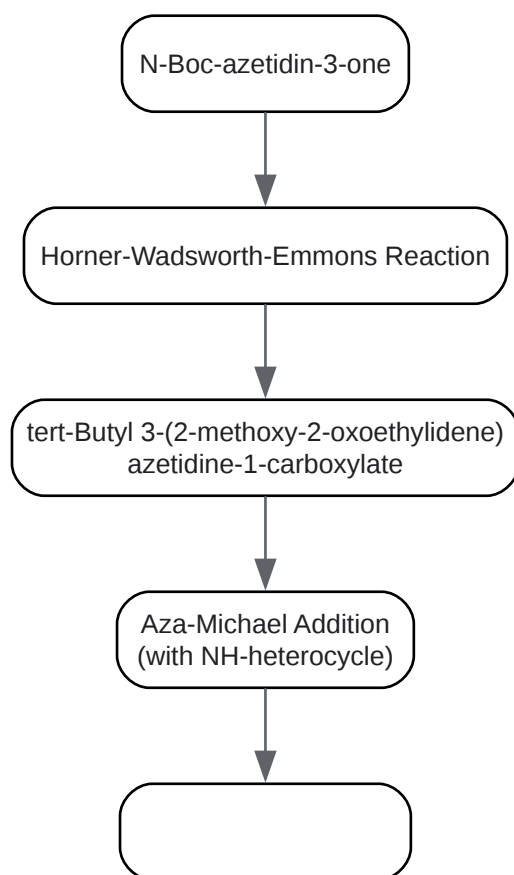 N-Boc-azetidin-3-one
Horner-Wadsworth-Emmons Reaction
tert-Butyl 3-(2-methoxy-2-oxoethylidene)
azetidine-1-carboxylate
Aza-Michael Addition
(with NH-heterocycle)